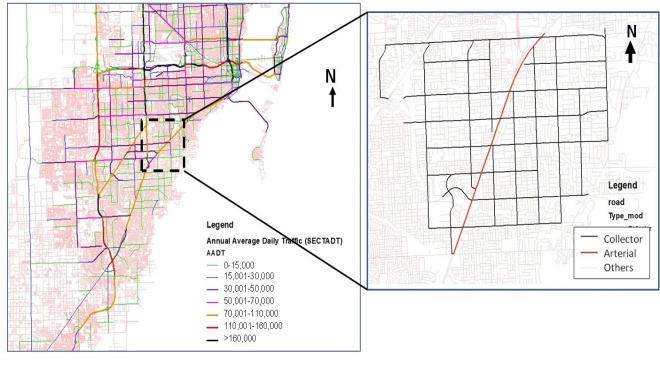 N
Legend
Annual Average Daily Traffic (SECTADT)
AADT
0-15,000
15,001-30,000
30,001-50,000
50,001-70,000
70,001-110,000
110,001-160,000
>160,000
N
Legend
road
Type_mod
Collector
Arterial
Others